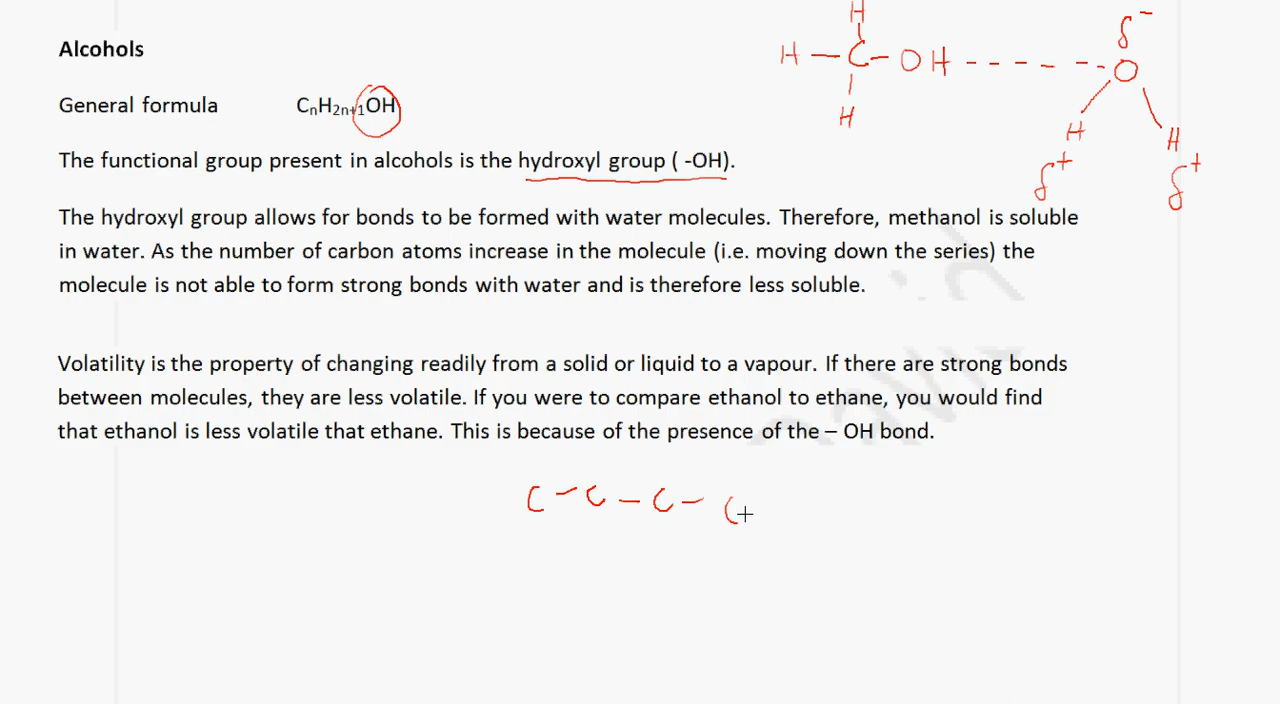 Alcohols
General formula CnH2n+1OH
The functional group present in alcohols is the hydroxyl group ( -OH).
The hydroxyl group allows for bonds to be formed with water molecules. Therefore, methanol is soluble
in water. As the number of carbon atoms increase in the molecule (i.e. moving down the series) the
molecule is not able to form strong bonds with water and is therefore less soluble.
Volatility is the property of changing readily from a solid or liquid to a vapour. If there are strong bonds
between molecules, they are less volatile. If you were to compare ethanol to ethane, you would find
that ethanol is less volatile that ethane. This is because of the presence of the – OH bond.
H
H – C – OH - - - - - - O δ-
H
H H
δ+ δ+
C – C – C – C